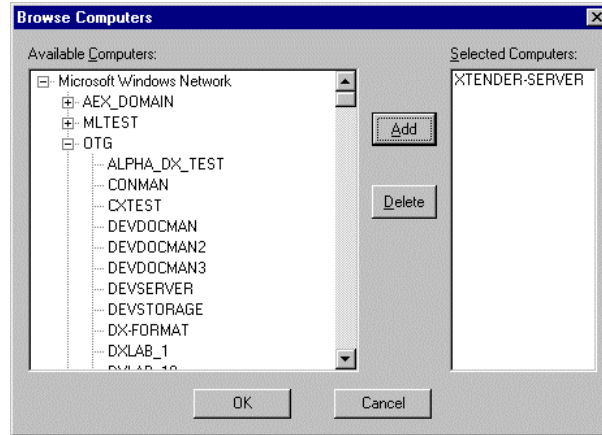 Browse Computers
Available Computers:
Microsoft Windows Network
AEX_DOMAIN
MLTEST
OTG
ALPHA_DX_TEST
CONMAN
CXTEST
DEVDOCMAN
DEVDOCMAN2
DEVDOCMAN3
DEVSERVER
DEVSTORAGE
DX-FORMAT
DXLAB_1
Add
Delete
Selected Computers:
XTENDER-SERVER
OK
Cancel